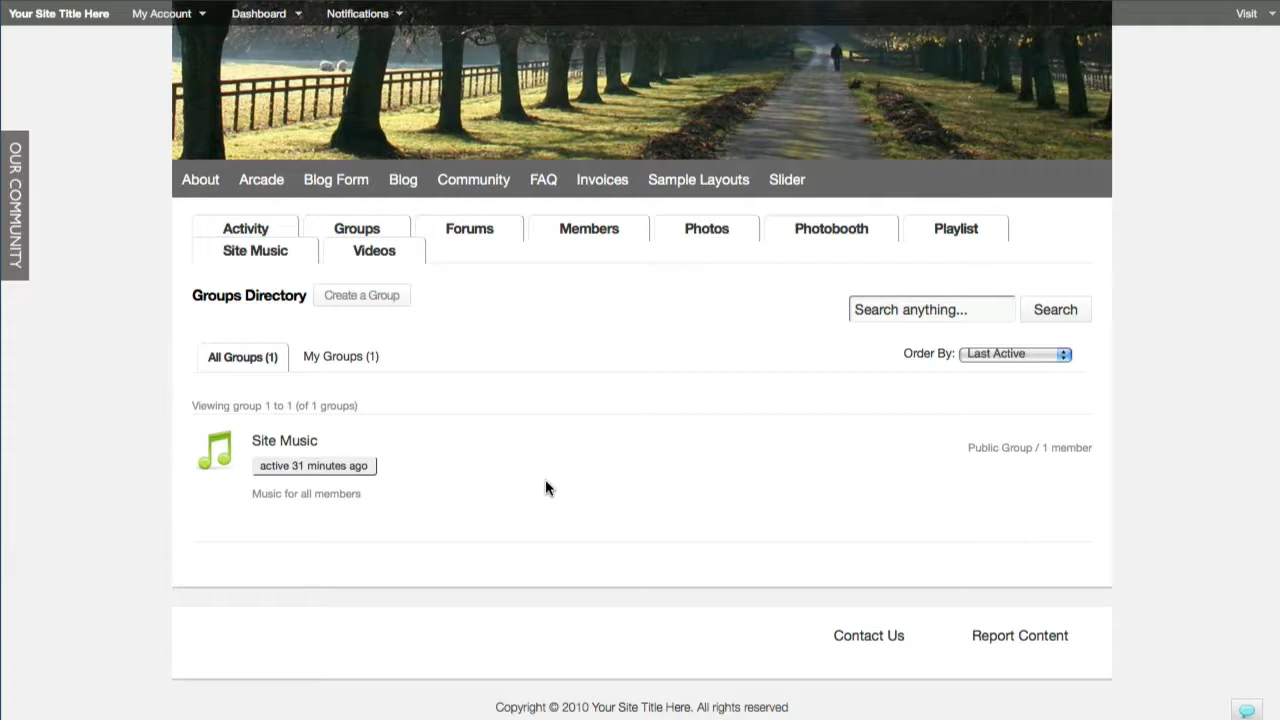 Your Site Title Here My Account Dashboard Notifications Visit
OUR COMMUNITY
About Arcade Blog Form Blog Community FAQ Invoices Sample Layouts Slider
Activity Groups Forums Members Photos Photobooth Playlist
Site Music Videos
Groups Directory Create a Group
Search anything... Search
All Groups (1) My Groups (1) Order By: Last Active
Viewing group 1 to 1 (of 1 groups)
Site Music
Public Group / 1 member
active 31 minutes ago
Music for all members
Contact Us Report Content
Copyright © 2010 Your Site Title Here. All rights reserved